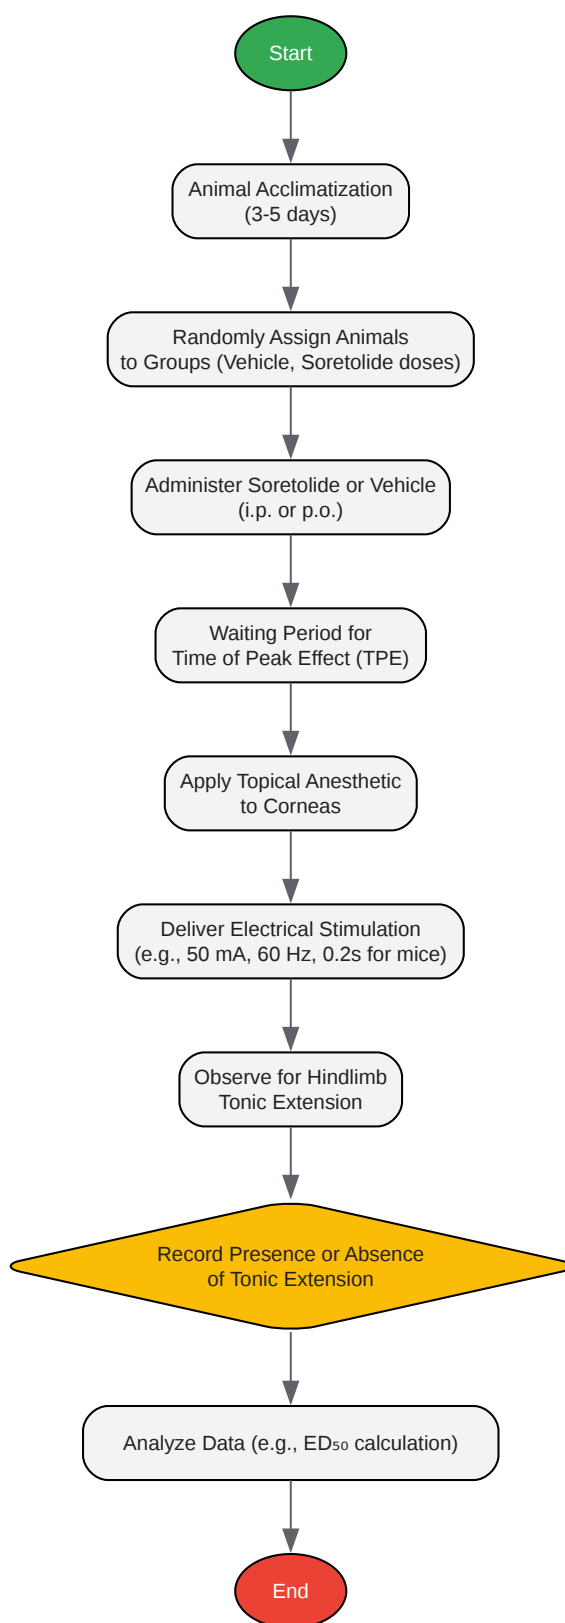 Start
Animal Acclimatization
(3-5 days)
Randomly Assign Animals
to Groups (Vehicle, Soretolide doses)
Administer Soretolide or Vehicle
(i.p. or p.o.)
Waiting Period for
Time of Peak Effect (TPE)
Apply Topical Anesthetic
to Corneas
Deliver Electrical Stimulation
(e.g., 50 mA, 60 Hz, 0.2s for mice)
Observe for Hindlimb
Tonic Extension
Record Presence or Absence
of Tonic Extension
Analyze Data (e.g., ED₅₀ calculation)
End